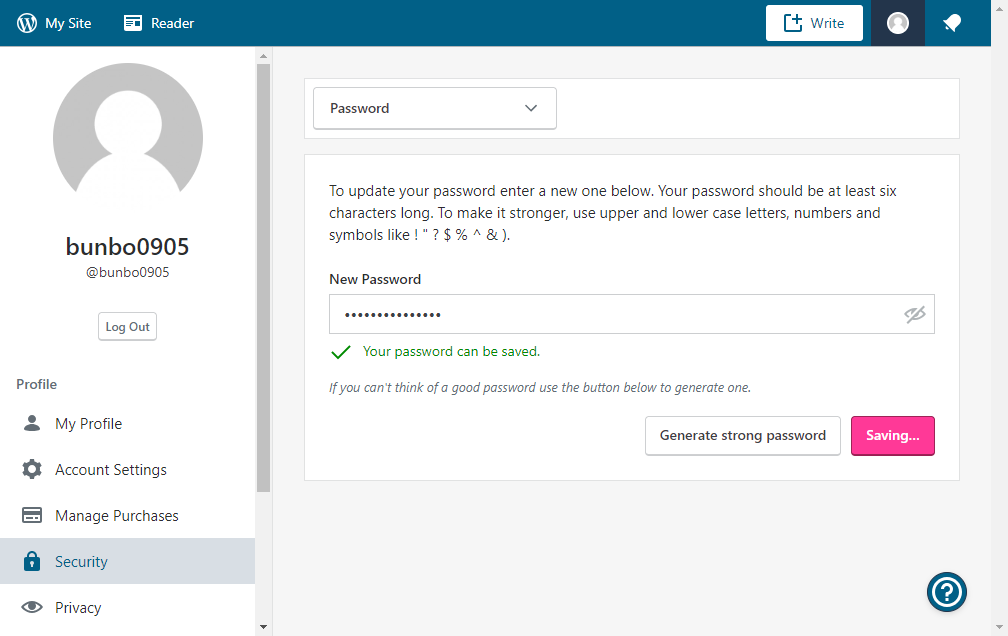 My Site
Reader
Write
bunbo0905
@bunbo0905
Log Out
Profile
My Profile
Account Settings
Manage Purchases
Security
Privacy
Password
To update your password enter a new one below. Your password should be at least six
characters long. To make it stronger, use upper and lower case letters, numbers and
symbols like ! " ? $ % ^ & ).
New Password
•••••••••••••••
Your password can be saved.
If you can't think of a good password use the button below to generate one.
Generate strong password
Saving...